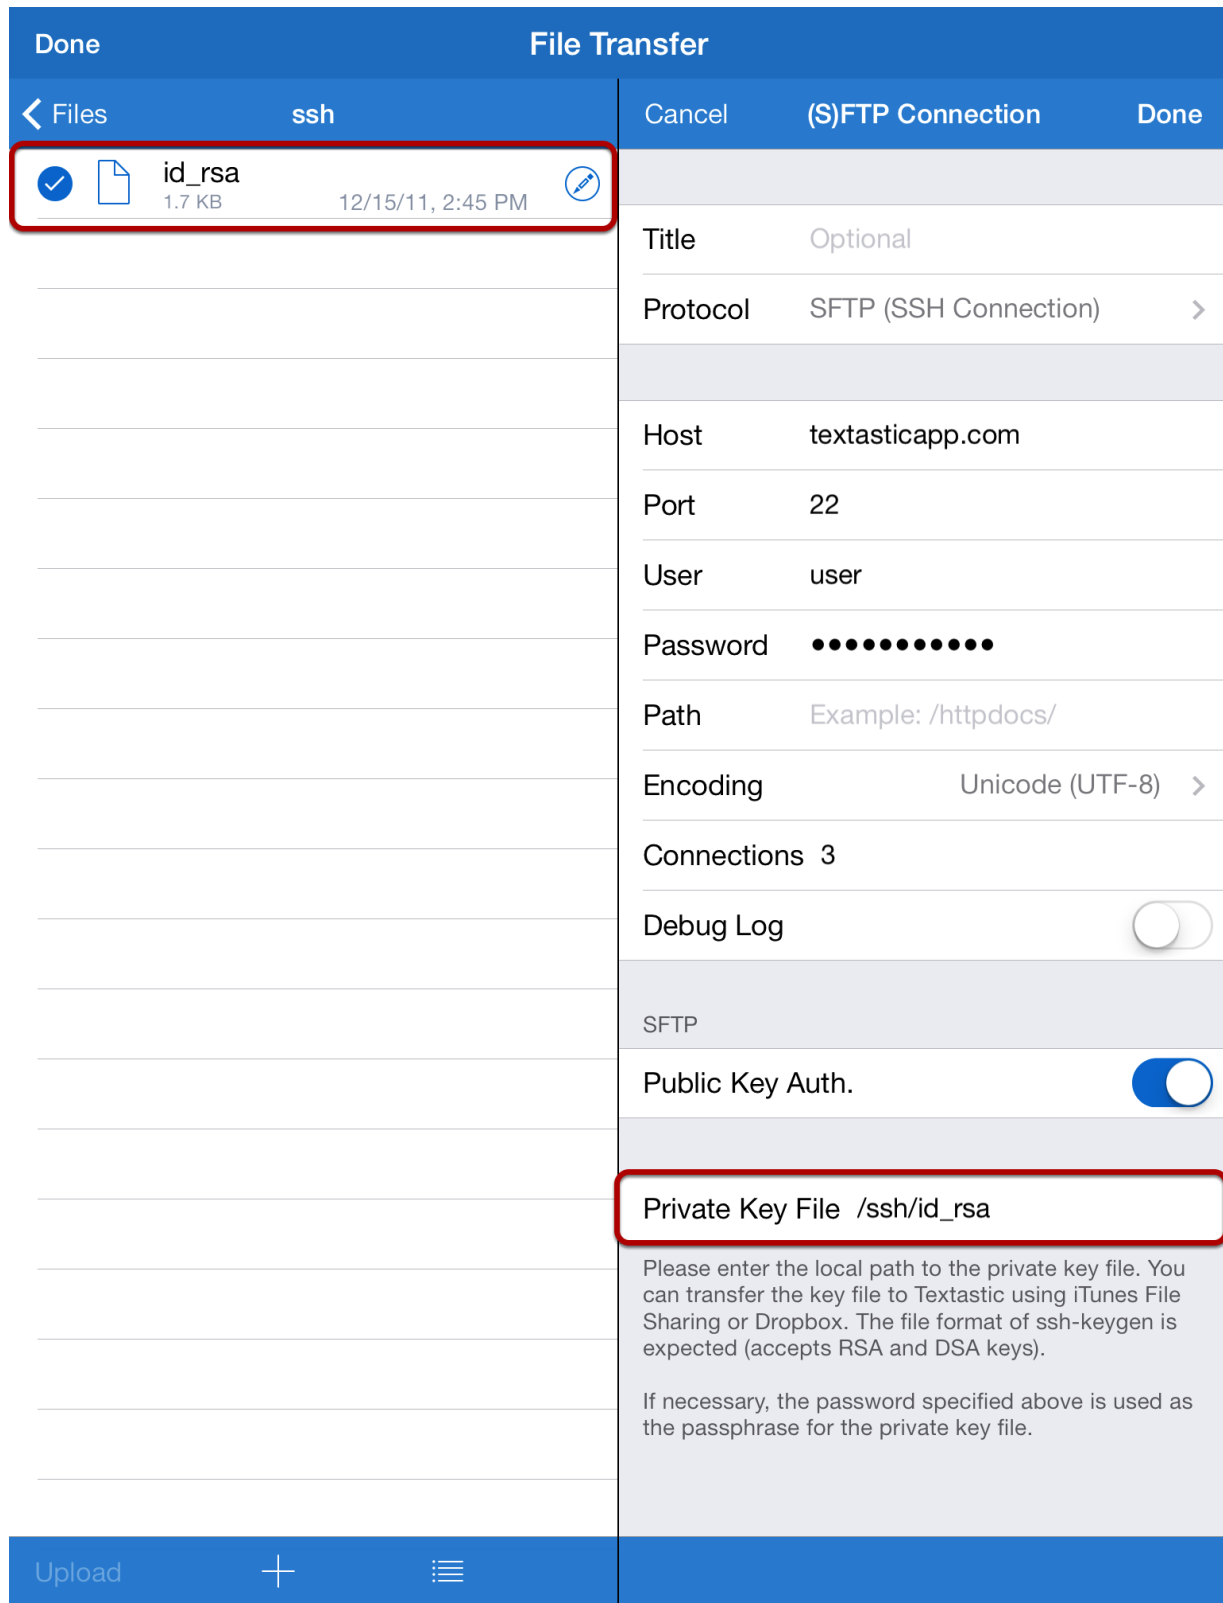 Done
File Transfer
Files
ssh
id_rsa
1.7 KB
12/15/11, 2:45 PM
Upload
Cancel
(S)FTP Connection
Done
Title Optional
Protocol SFTP (SSH Connection)
Host textasticapp.com
Port 22
User user
Password •••••••••••
Path Example: /httpdocs/
Encoding Unicode (UTF-8)
Connections 3
Debug Log
SFTP
Public Key Auth.
Private Key File /ssh/id_rsa
Please enter the local path to the private key file. You
can transfer the key file to Textastic using iTunes File
Sharing or Dropbox. The file format of ssh-keygen is
expected (accepts RSA and DSA keys).
If necessary, the password specified above is used as
the passphrase for the private key file.